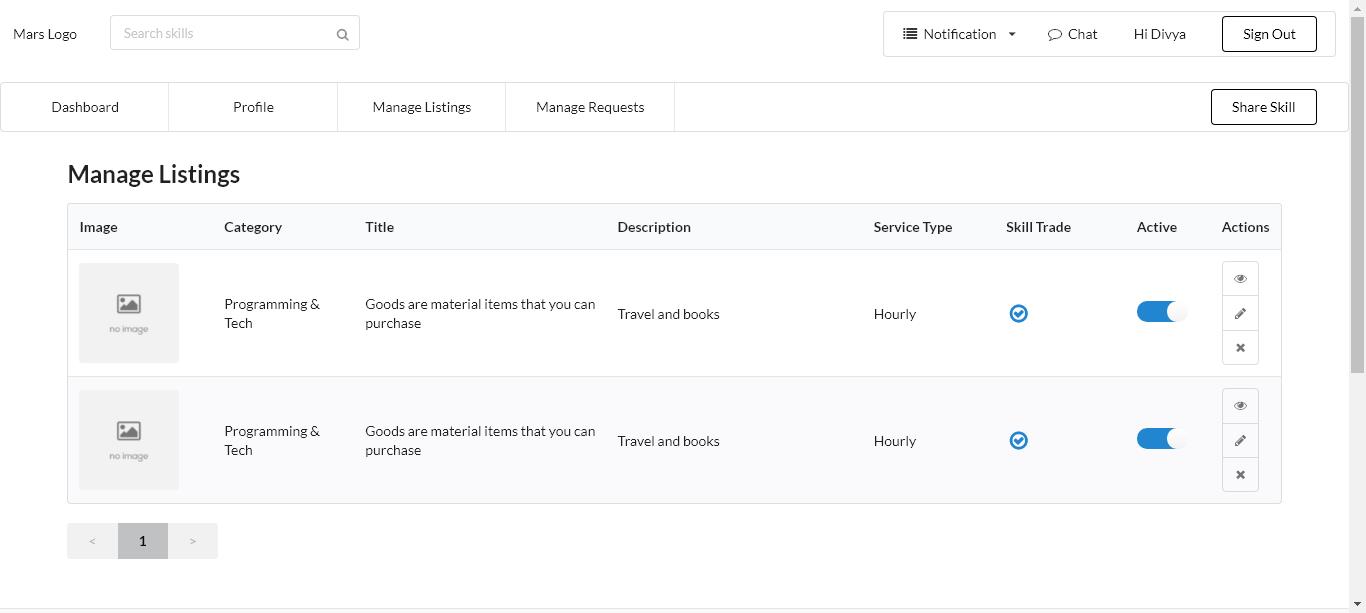 Mars Logo
Search skills
Notification
Chat
Hi Divya
Sign Out
Dashboard
Profile
Manage Listings
Manage Requests
Share Skill
Manage Listings
Image
Category
Title
Description
Service Type
Skill Trade
Active
Actions
no image
Programming &
Tech
Goods are material items that you can
purchase
Travel and books
Hourly
no image
Programming &
Tech
Goods are material items that you can
purchase
Travel and books
Hourly
<
1
>